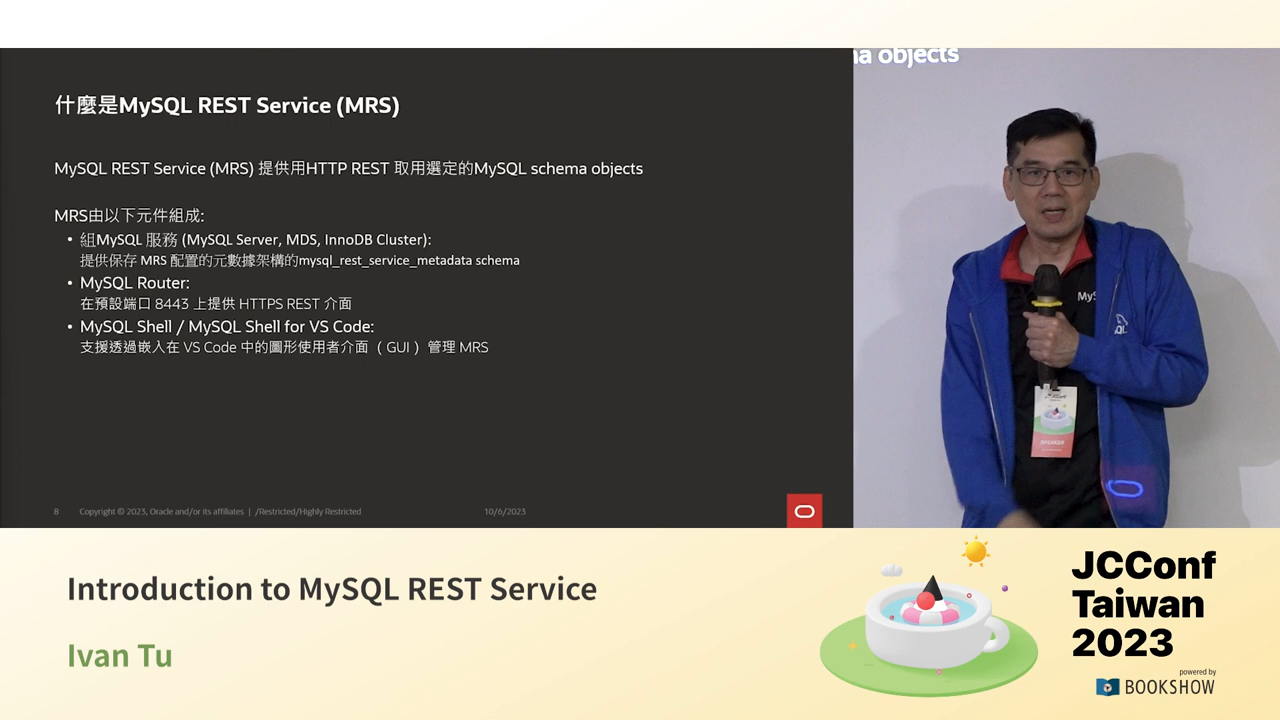 什麼是MySQL REST Service (MRS)
MySQL REST Service (MRS) 提供用HTTP REST 取用選定的MySQL schema objects
MRS由以下元件組成:
• 組MySQL 服務 (MySQL Server, MDS, InnoDB Cluster):
提供保存 MRS 配置的元數據架構的mysql_rest_service_metadata schema
• MySQL Router:
在預設端口 8443 上提供 HTTPS REST 介面
• MySQL Shell / MySQL Shell for VS Code:
支援透過嵌入在 VS Code 中的圖形使用者介面 ( GUI ) 管理 MRS
8 Copyright © 2023, Oracle and/or its affiliates | /Restricted/Highly Restricted 10/6/2023
objects
SPEAKER
Introduction to MySQL REST Service
Ivan Tu
JCConf
Taiwan
2023
powered by
BOOKSHOW